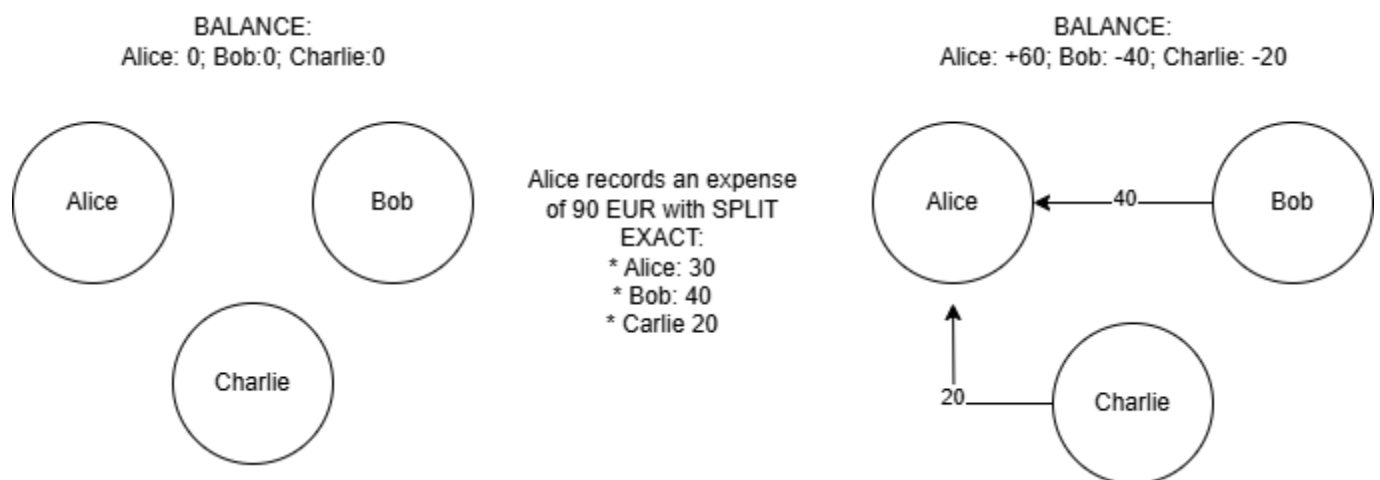 BALANCE:
Alice: 0; Bob:0; Charlie:0
Alice
Bob
Charlie
Alice records an expense
of 90 EUR with SPLIT
EXACT:
* Alice: 30
* Bob: 40
* Carlie 20
BALANCE:
Alice: +60; Bob: -40; Charlie: -20
Alice
40
Bob
20
Charlie